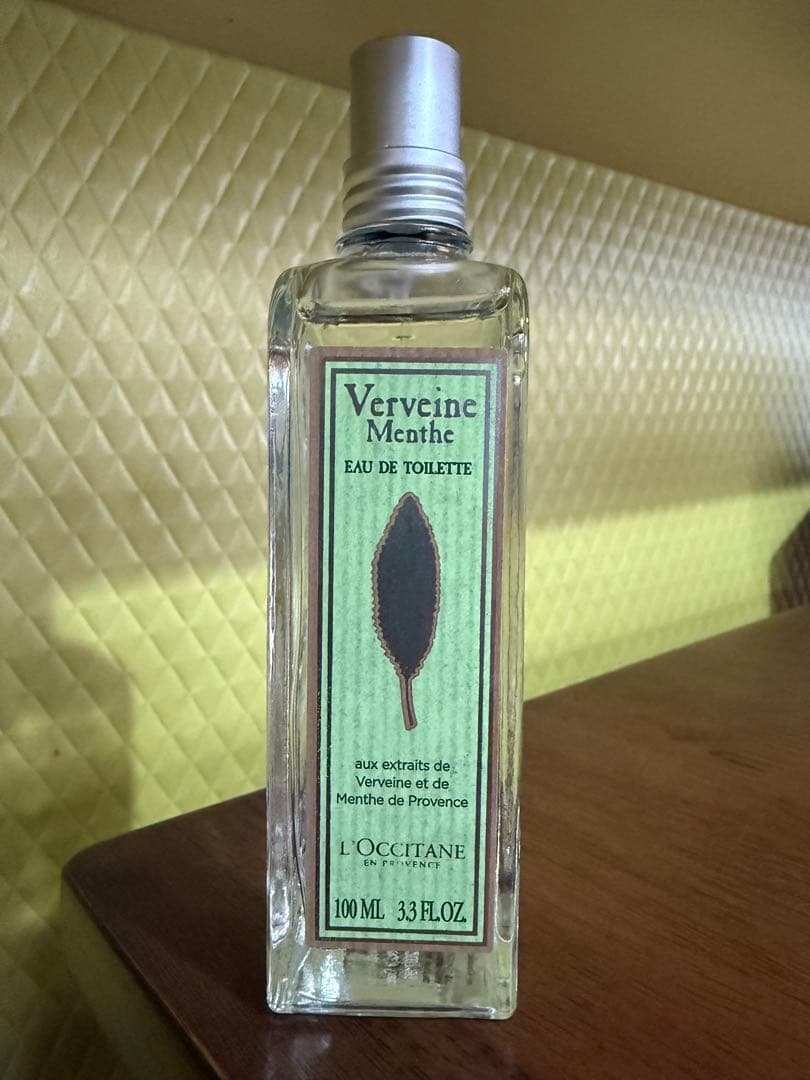 Verveine
Menthe
EAU DE TOILETTE
aux extraits de
Verveine et de
Menthe de Provence
L'OCCITANE
EN PROVENCE
100 ML 3.3 FL.OZ.